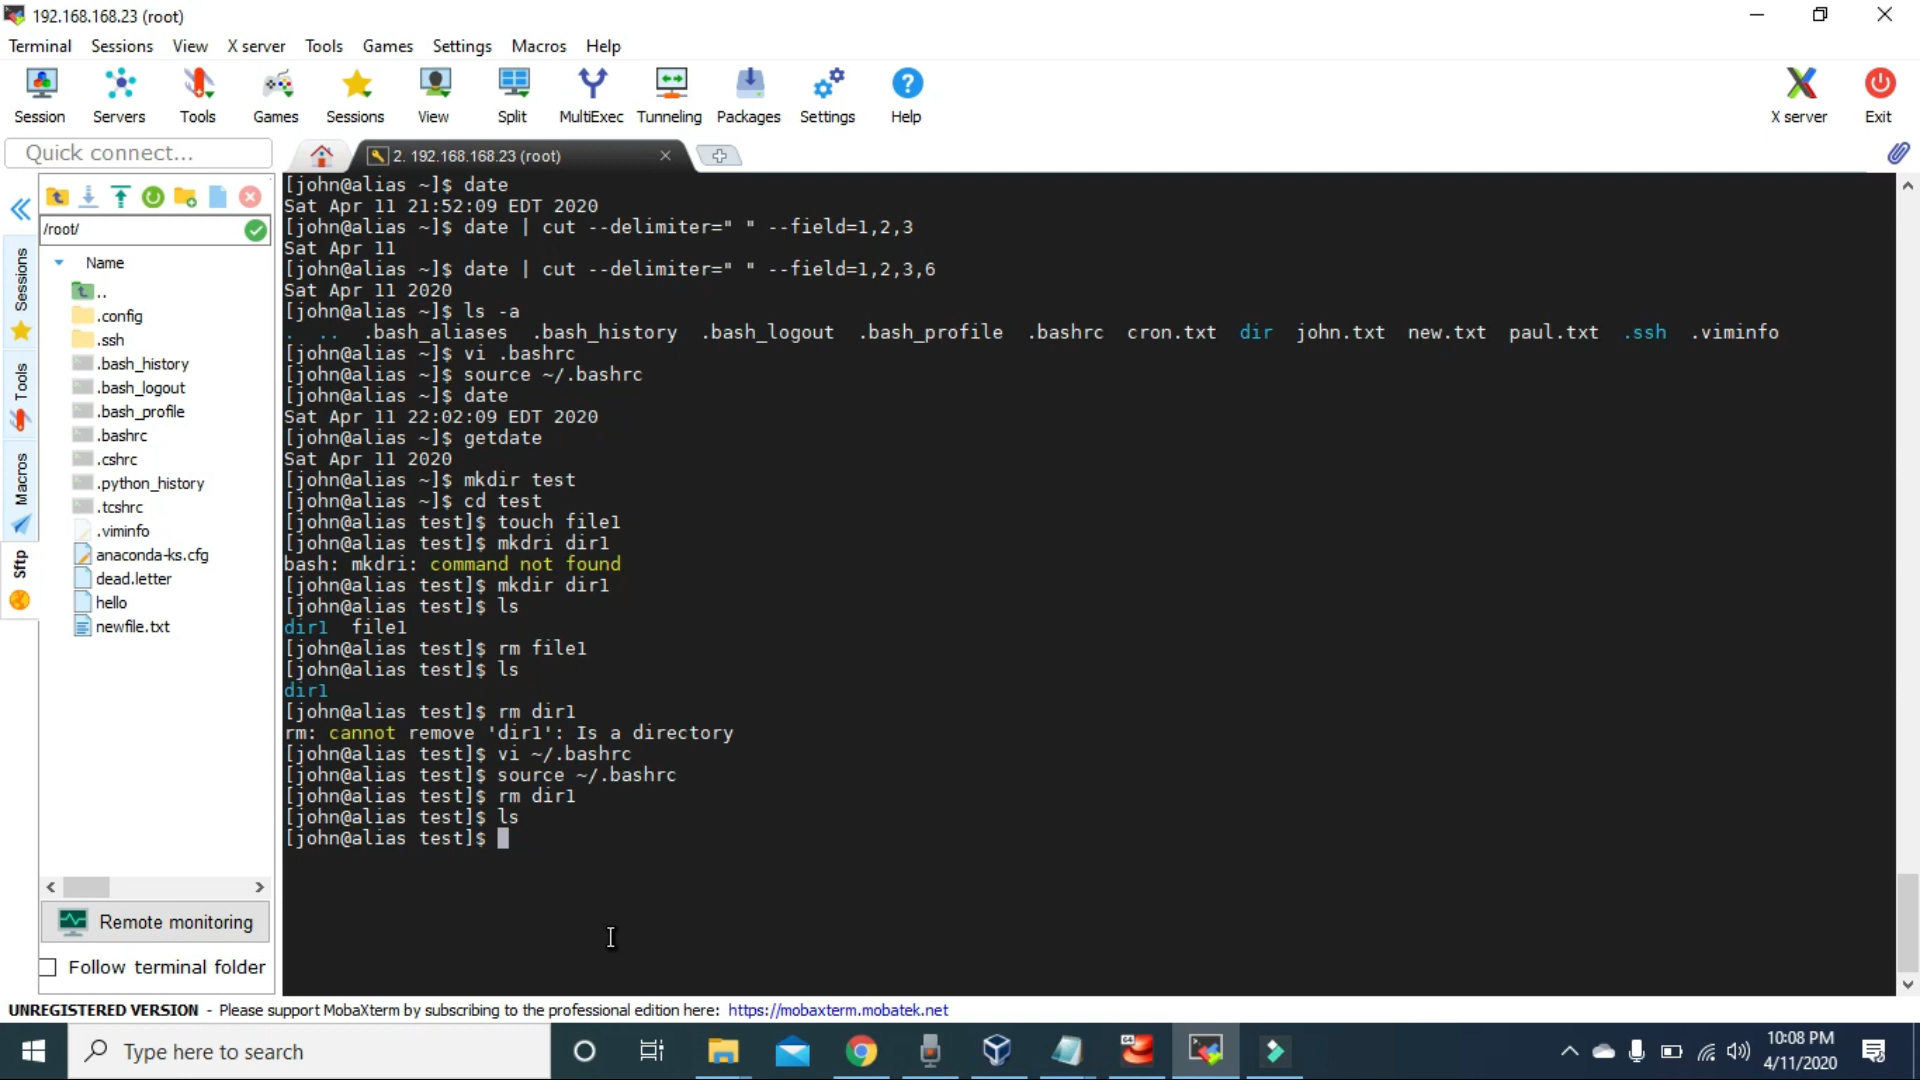 192.168.168.23 (root)
Terminal Sessions View X server Tools Games Settings Macros Help
Session Servers Tools Games Sessions View Split MultiExec Tunneling Packages Settings Help X server Exit
Quick connect...
2. 192.168.168.23 (root)
/root/
Name
..
.config
.ssh
.bash_history
.bash_logout
.bash_profile
.bashrc
.cshrc
.python_history
.tcshrc
.viminfo
anaconda-ks.cfg
dead.letter
hello
newfile.txt
Sessions
Tools
Macros
Sftp
Remote monitoring
Follow terminal folder
[john@alias ~]$ date
Sat Apr 11 21:52:09 EDT 2020
[john@alias ~]$ date | cut --delimiter=" " --field=1,2,3
Sat Apr 11
[john@alias ~]$ date | cut --delimiter=" " --field=1,2,3,6
Sat Apr 11 2020
[john@alias ~]$ ls -a
. .. .bash_aliases .bash_history .bash_logout .bash_profile .bashrc cron.txt dir john.txt new.txt paul.txt .ssh .viminfo
[john@alias ~]$ vi .bashrc
[john@alias ~]$ source ~/.bashrc
[john@alias ~]$ date
Sat Apr 11 22:02:09 EDT 2020
[john@alias ~]$ getdate
Sat Apr 11 2020
[john@alias ~]$ mkdir test
[john@alias ~]$ cd test
[john@alias test]$ touch file1
[john@alias test]$ mkdri dir1
bash: mkdri: command not found
[john@alias test]$ mkdir dir1
[john@alias test]$ ls
dir1 file1
[john@alias test]$ rm file1
[john@alias test]$ ls
dir1
[john@alias test]$ rm dir1
rm: cannot remove 'dir1': Is a directory
[john@alias test]$ vi ~/.bashrc
[john@alias test]$ source ~/.bashrc
[john@alias test]$ rm dir1
[john@alias test]$ ls
[john@alias test]$
UNREGISTERED VERSION - Please support MobaXterm by subscribing to the professional edition here: https://mobaxterm.mobatek.net
Type here to search
10:08 PM
4/11/2020